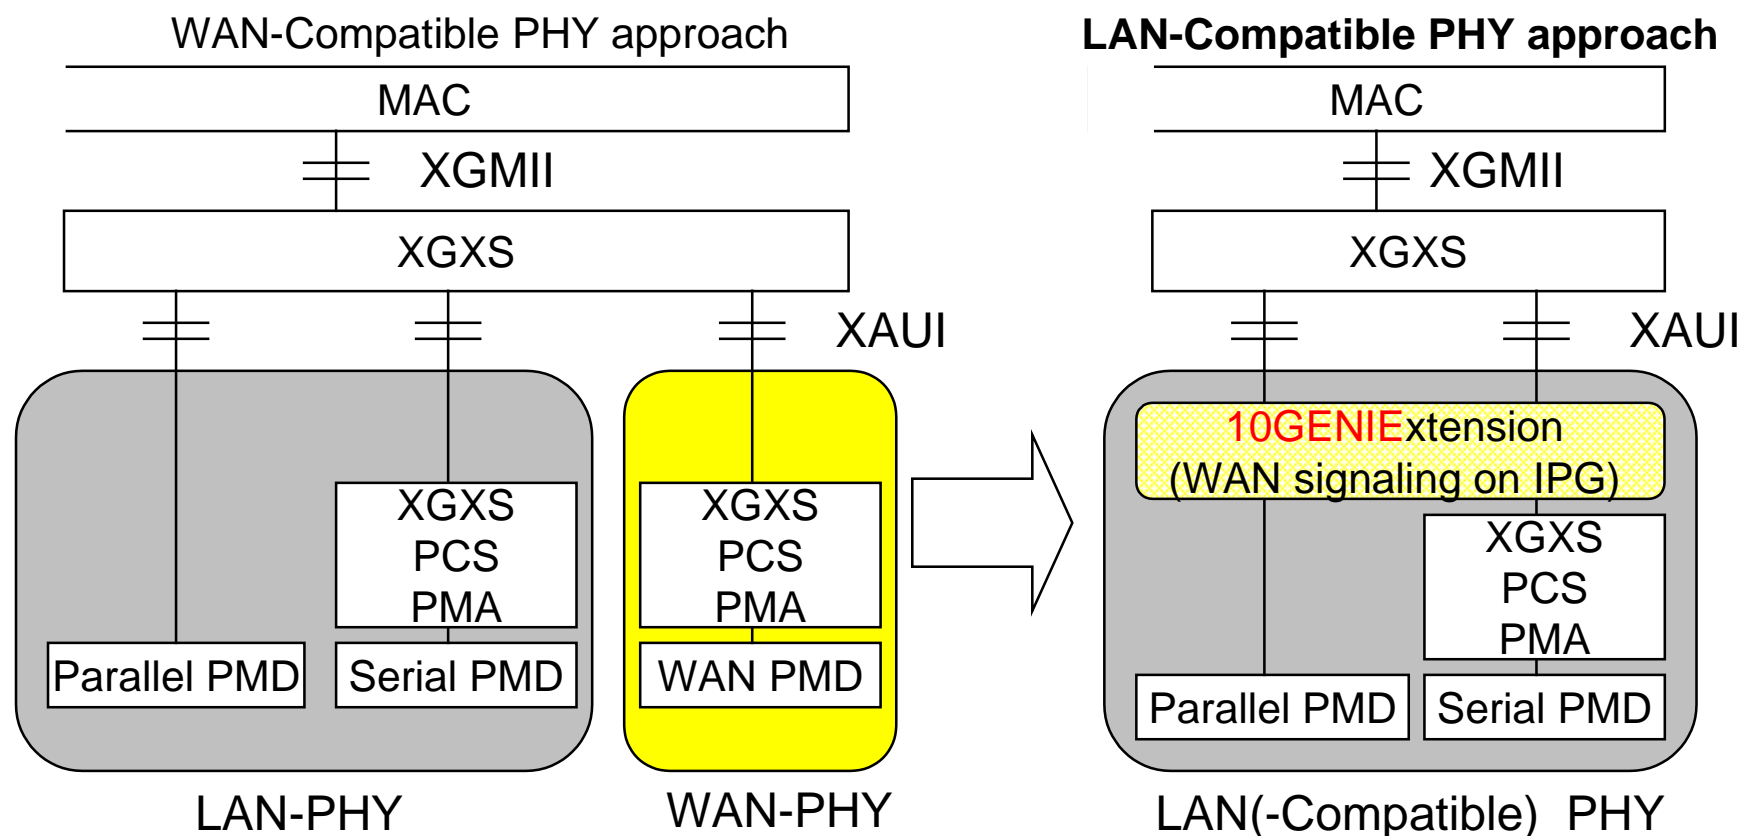 WAN-Compatible PHY approach
MAC
XGMII
XGXS
XAUI
XGXS
PCS
PMA
Parallel PMD
Serial PMD
LAN-PHY
XGXS
PCS
PMA
WAN PMD
WAN-PHY
LAN-Compatible PHY approach
MAC
XGMII
XGXS
XAUI
10GENIExtension
(WAN signaling on IPG)
XGXS
PCS
PMA
Parallel PMD
Serial PMD
LAN(-Compatible) PHY